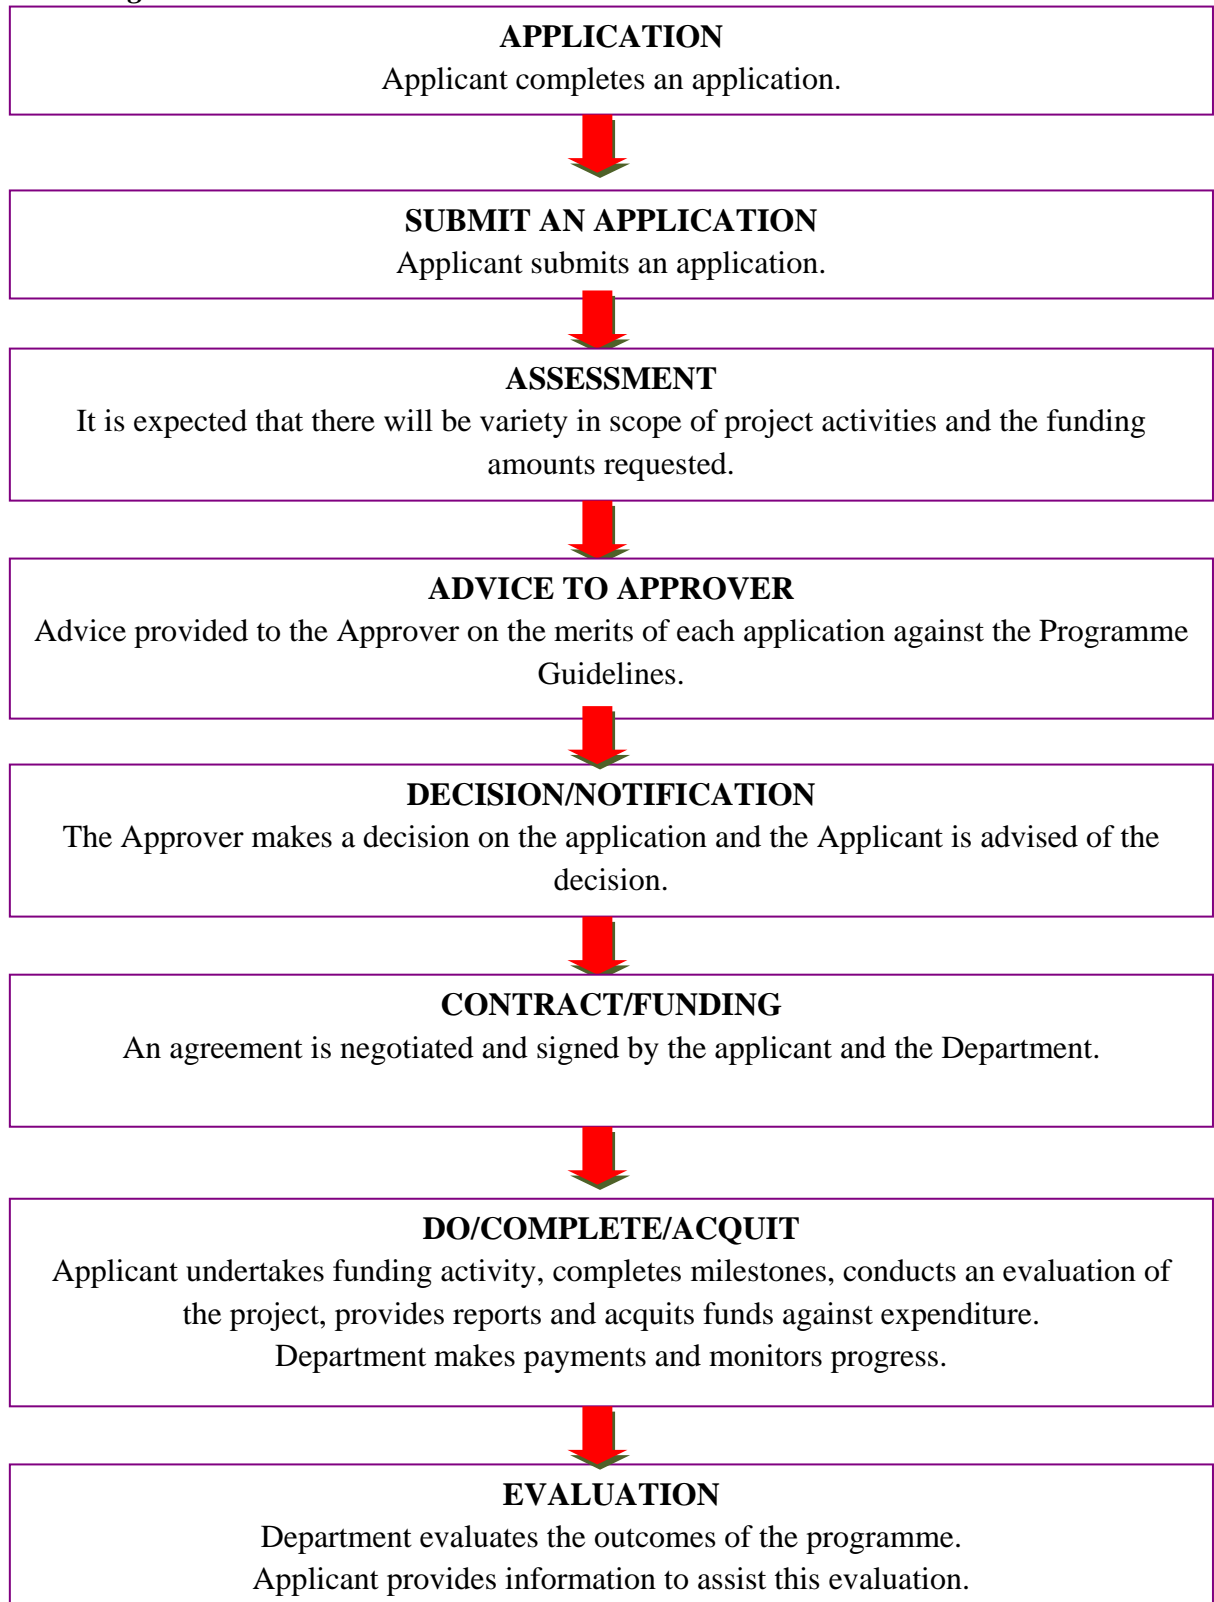 APPLICATION
Applicant completes an application.
SUBMIT AN APPLICATION
Applicant submits an application.
ASSESSMENT
It is expected that there will be variety in scope of project activities and the funding
amounts requested.
ADVICE TO APPROVER
Advice provided to the Approver on the merits of each application against the Programme
Guidelines.
DECISION/NOTIFICATION
The Approver makes a decision on the application and the Applicant is advised of the
decision.
CONTRACT/FUNDING
An agreement is negotiated and signed by the applicant and the Department.
DO/COMPLETE/ACQUIT
Applicant undertakes funding activity, completes milestones, conducts an evaluation of
the project, provides reports and acquits funds against expenditure.
Department makes payments and monitors progress.
EVALUATION
Department evaluates the outcomes of the programme.
Applicant provides information to assist this evaluation.